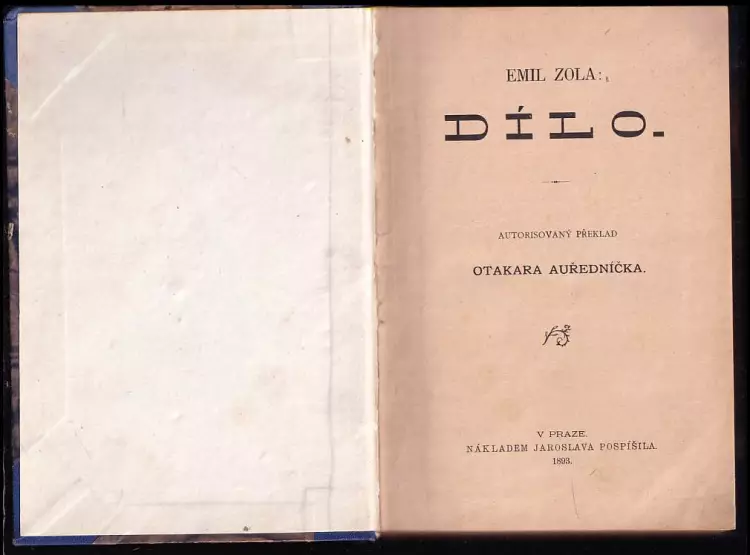 EMIL ZOLA:
DÍLO.
AUTORISOVANÝ PŘEKLAD
OTAKARA AUŘEDNÍČKA.
V PRAZE.
NÁKLADEM JAROSLAVA POSPÍŠILA.
1893.